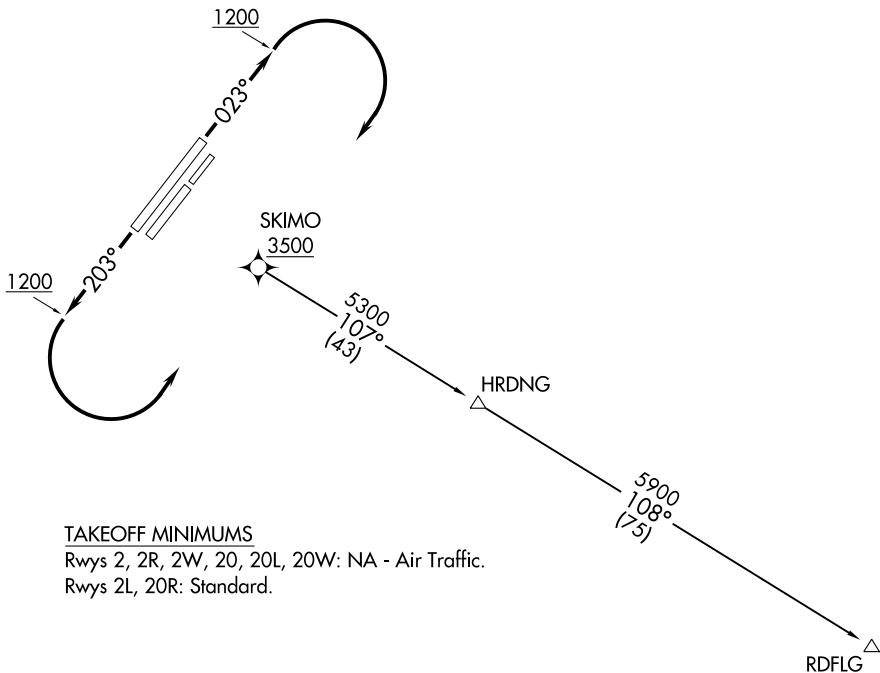 1200
023°
203°
1200
SKIMO
3500
5300
107°
(43)
HRDNG
5900
108°
(75)
RDFLG
TAKEOFF MINIMUMS
Rwys 2, 2R, 2W, 20, 20L, 20W: NA - Air Traffic.
Rwys 2L, 20R: Standard.